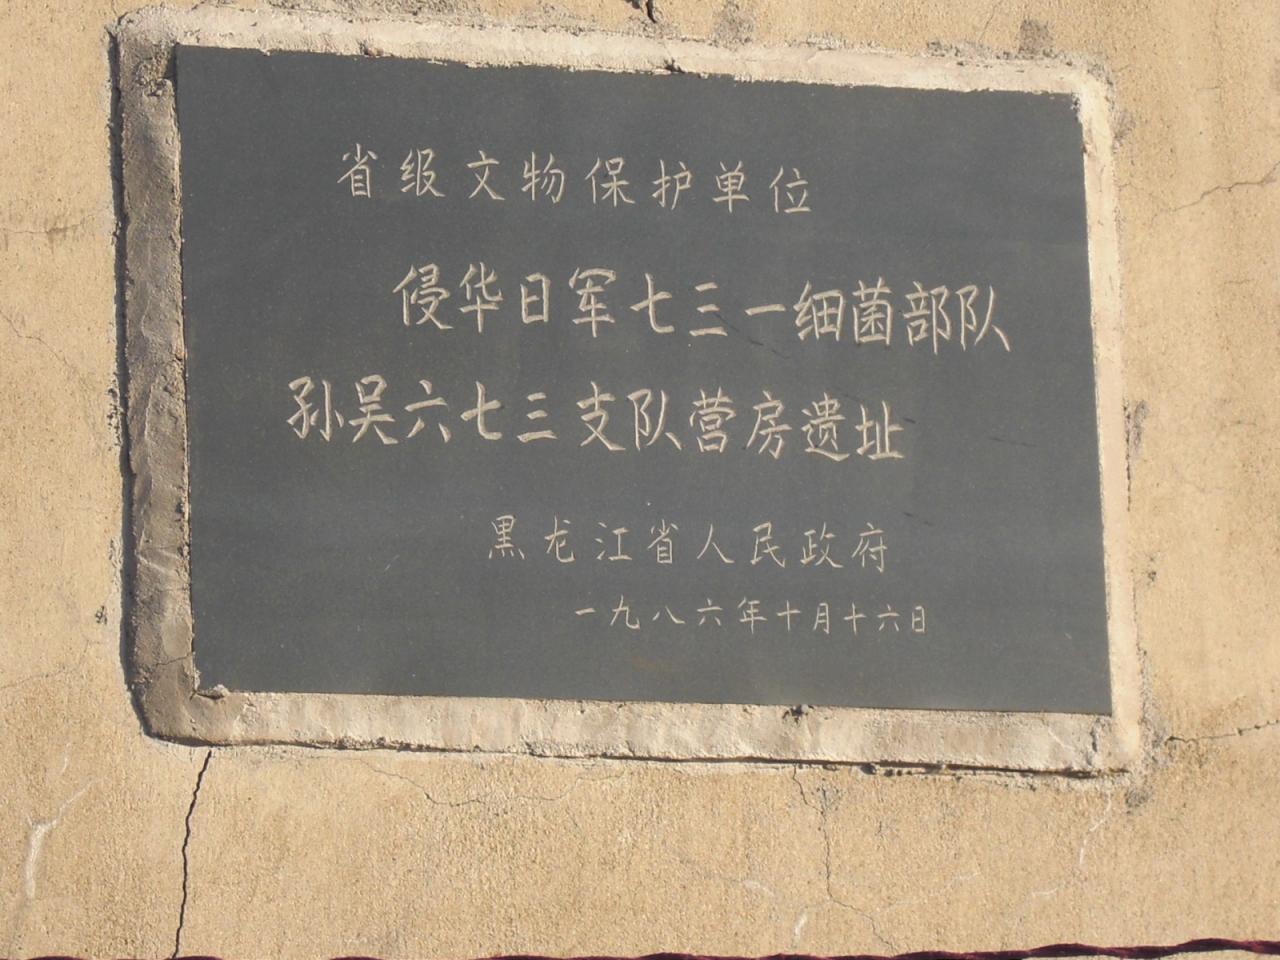 省级文物保护单位
侵华日军七三一细菌部队
孙吴六七三支队营房遗址
黑龙江省人民政府
一九八六年十月十六日